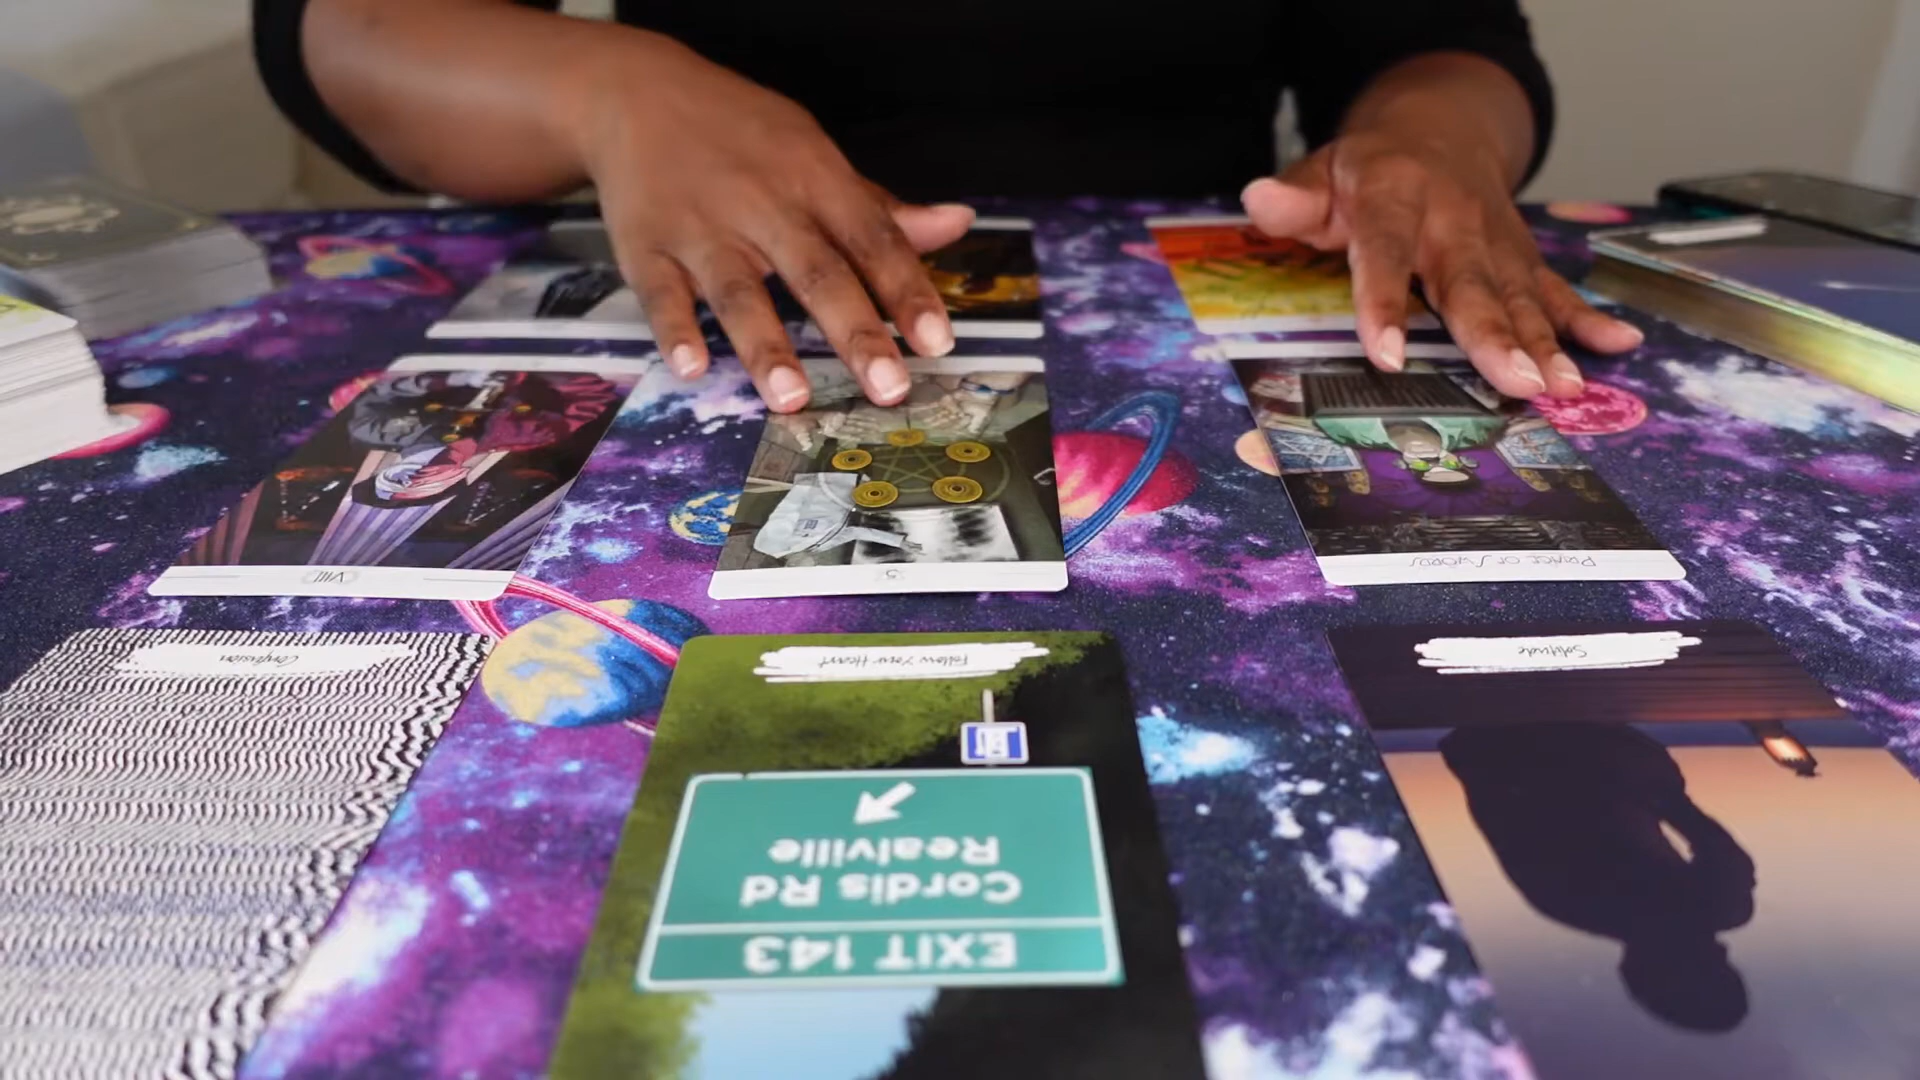 VIII
5
PRINCE OF SWORDS
Confusion
Follow Your Heart
Solitude
EXIT 143
Cordis Rd
Realville